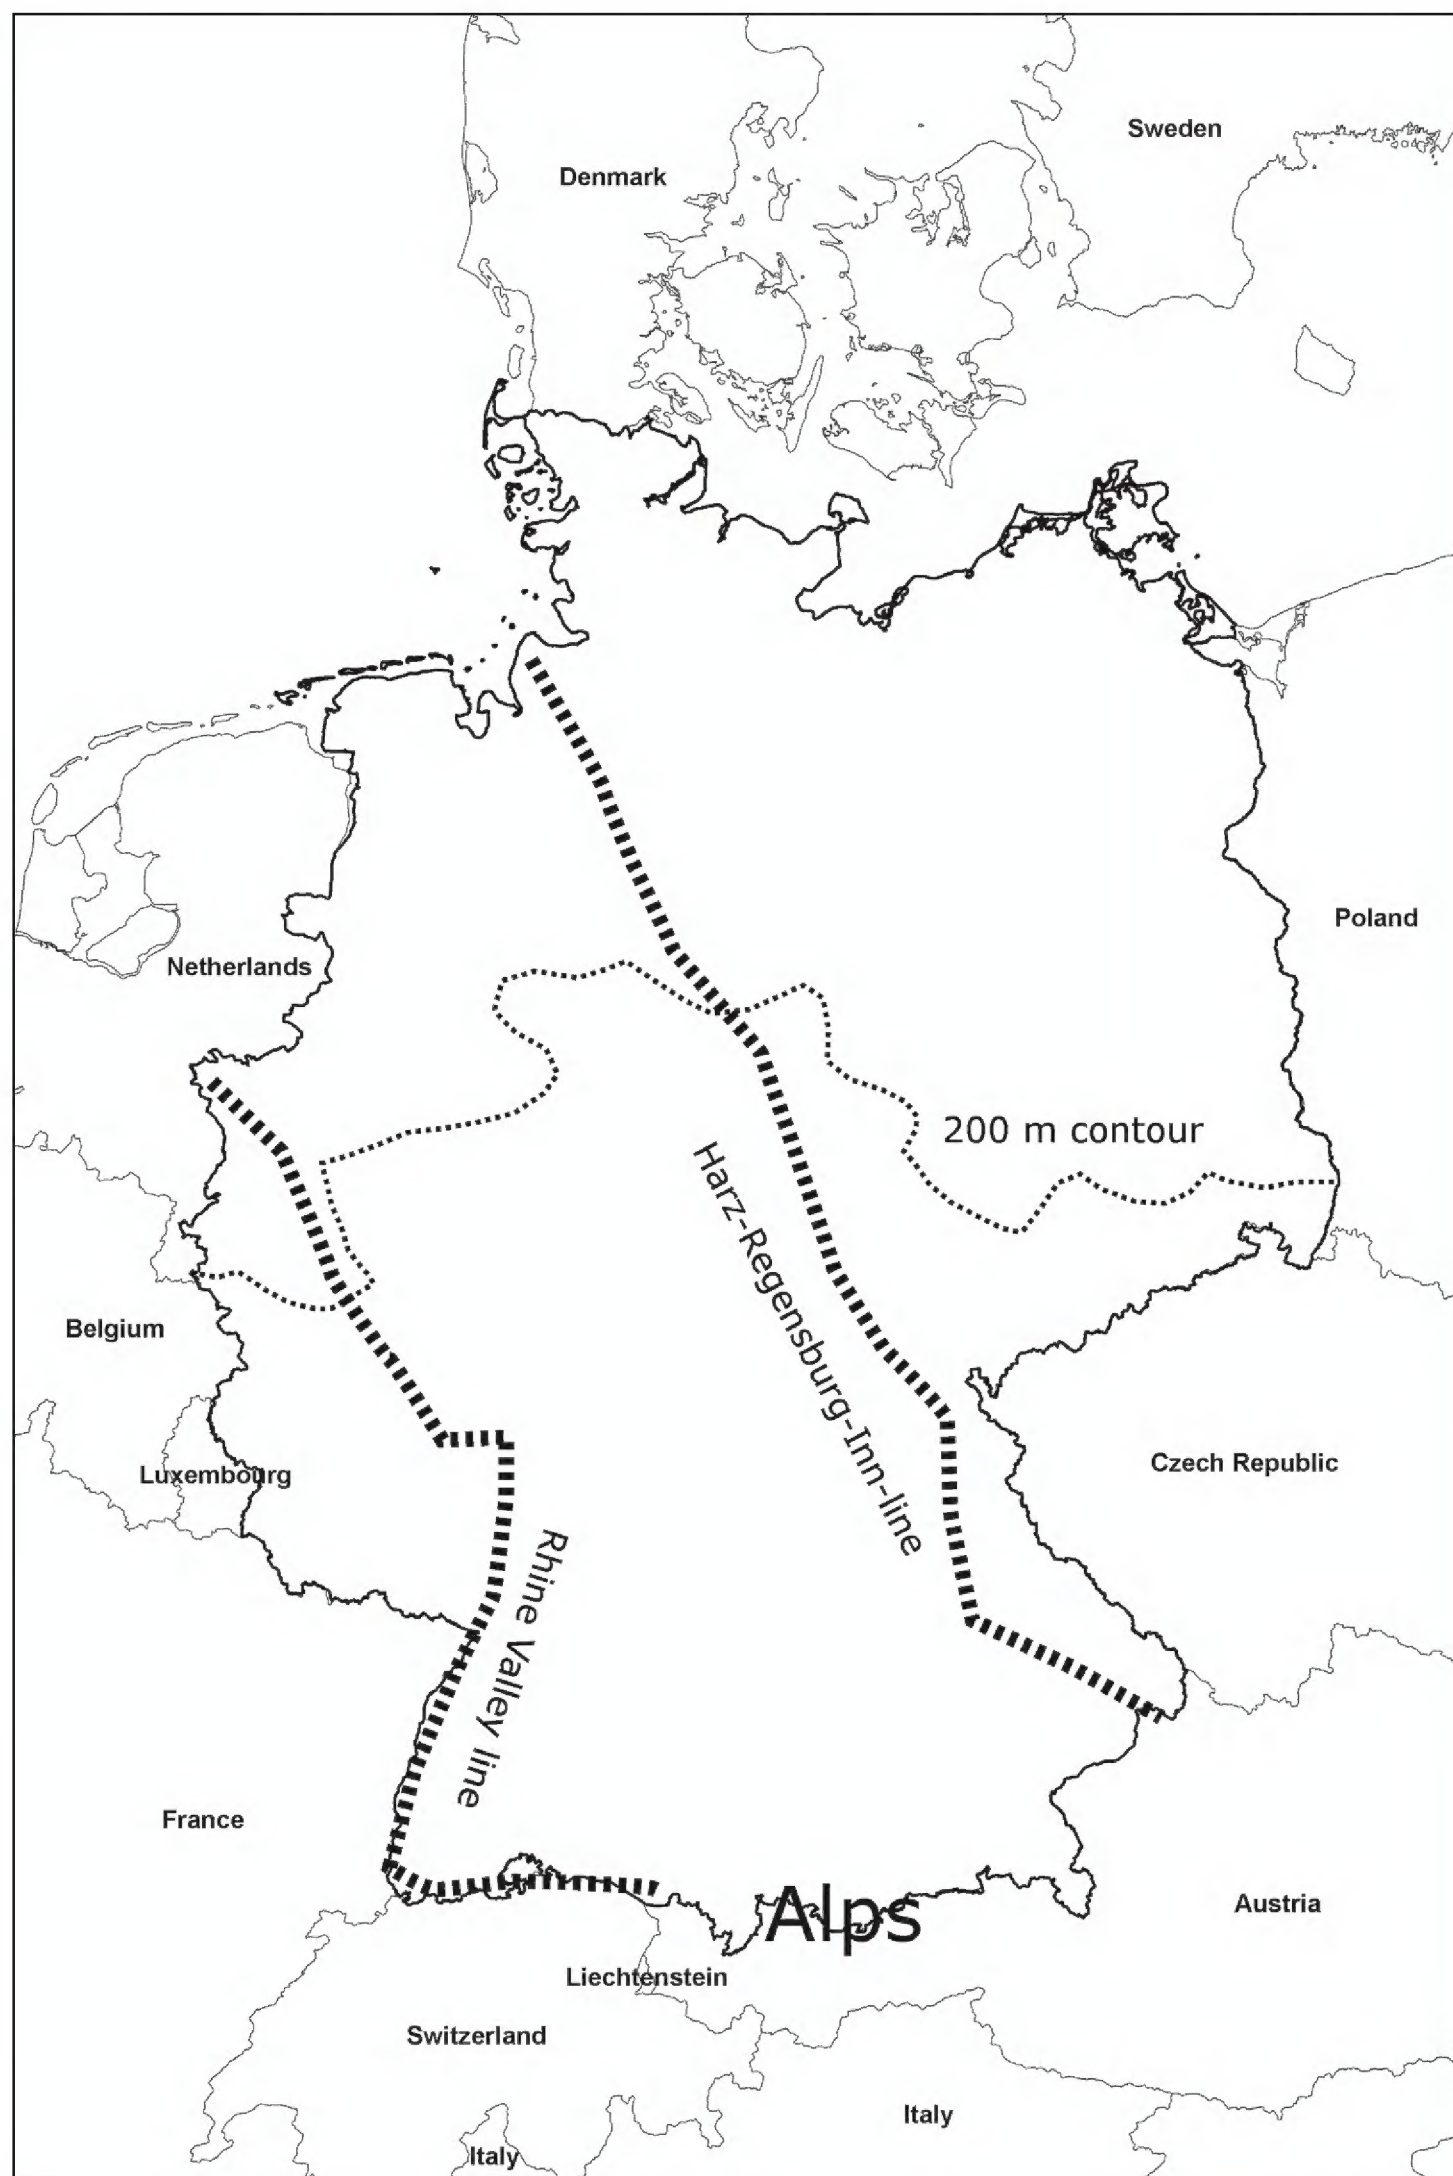 Sweden
Denmark
Poland
Netherlands
200 m contour
Harz-Regensburg-Inn-line
Belgium
Czech Republic
Luxembourg
Rhine Valley line
France
Alps
Austria
Liechtenstein
Switzerland
Italy
Italy